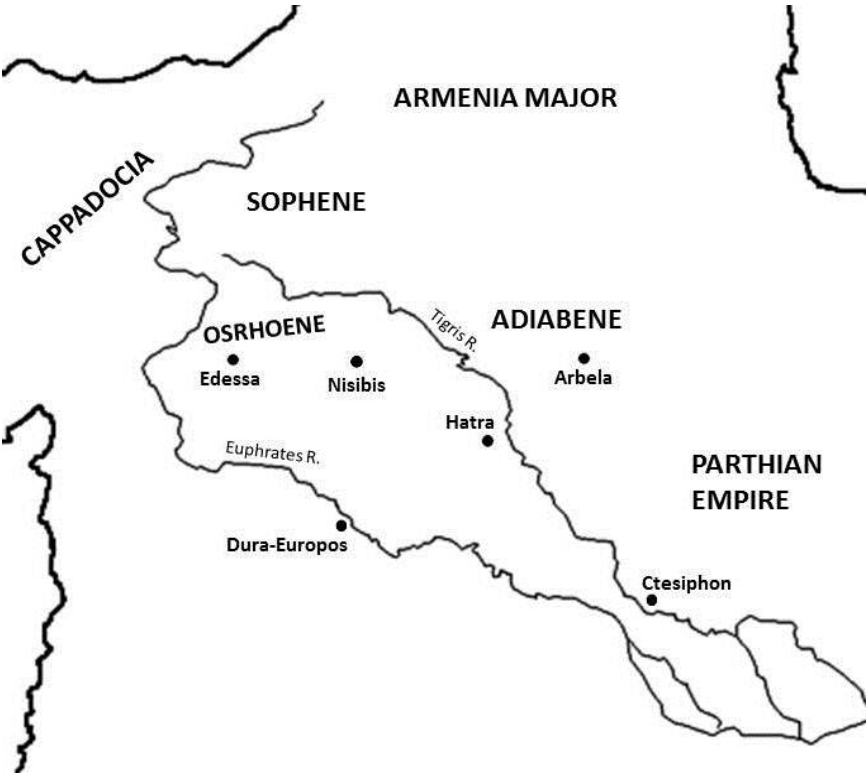 ARMENIA MAJOR
CAPPADOCIA
SOPHENE
OSRHOENE
Tigris R.
ADIABENE
Edessa
Nisibis
Arbela
Hatra
Euphrates R.
PARTHIAN
EMPIRE
Dura-Europos
Ctesiphon